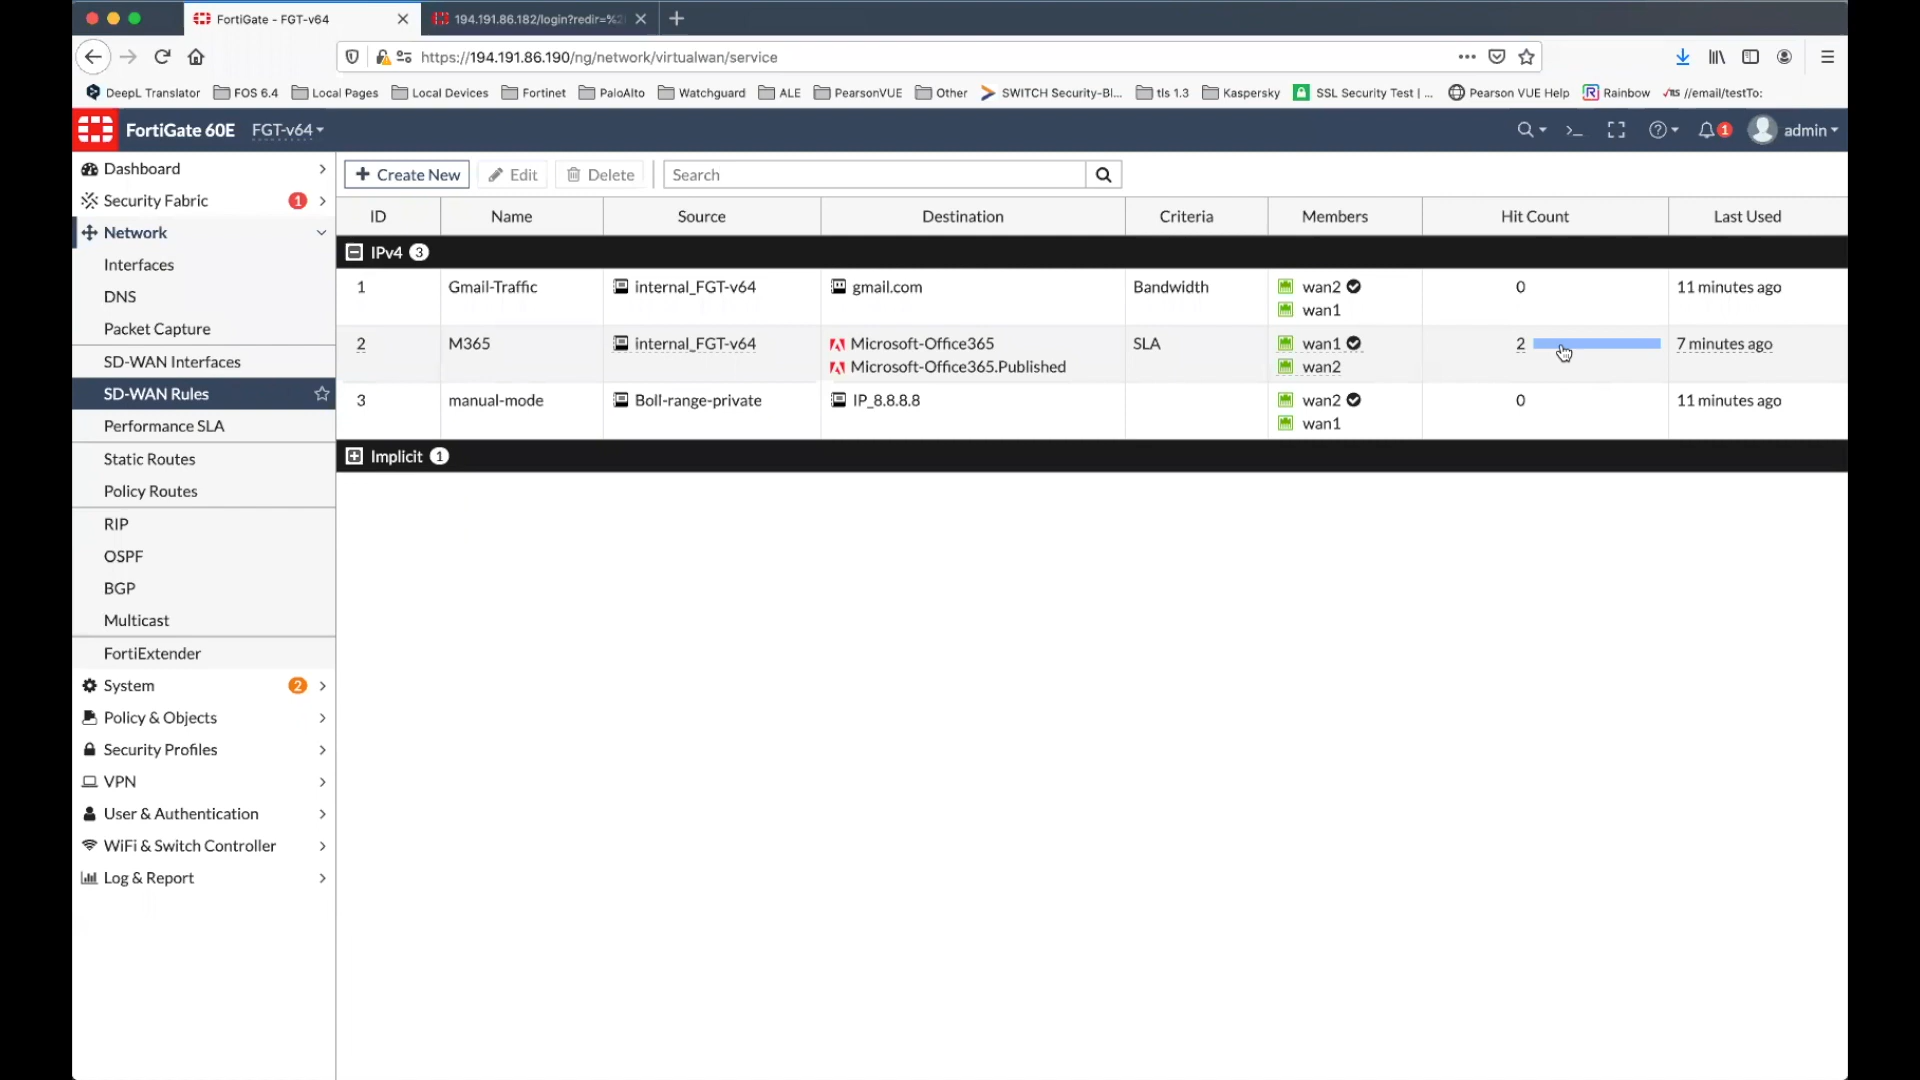 FortiGate - FGT-v64
194.191.86.182/login?redir=%2
https://194.191.86.190/ng/network/virtualwan/service
DeepL Translator FOS 6.4 Local Pages Local Devices Fortinet PaloAlto Watchguard ALE PearsonVUE Other SWITCH Security-Bl... tls 1.3 Kaspersky SSL Security Test | ... Pearson VUE Help Rainbow //email/testTo:
FortiGate 60E FGT-v64 1 admin
Dashboard
Security Fabric 1
Network
Interfaces
DNS
Packet Capture
SD-WAN Interfaces
SD-WAN Rules
Performance SLA
Static Routes
Policy Routes
RIP
OSPF
BGP
Multicast
FortiExtender
System 2
Policy & Objects
Security Profiles
VPN
User & Authentication
WiFi & Switch Controller
Log & Report
Create New Edit Delete Search
ID Name Source Destination Criteria Members Hit Count Last Used
IPv4 3
1 Gmail-Traffic internal_FGT-v64 gmail.com Bandwidth wan2 0 11 minutes ago
wan1
2 M365 internal_FGT-v64 Microsoft-Office365 SLA wan1 2 7 minutes ago
Microsoft-Office365.Published wan2
3 manual-mode Boll-range-private IP_8.8.8.8 wan2 0 11 minutes ago
wan1
Implicit 1